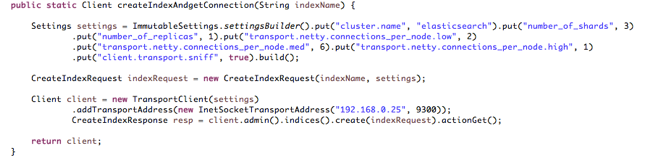 public static Client createIndexAndgetConnection(String indexName) {
Settings settings = ImmutableSettings.settingsBuilder().put("cluster.name", "elasticsearch").put("number_of_shards", 3)
.put("number_of_replicas", 1).put("transport.netty.connections_per_node.low", 2)
.put("transport.netty.connections_per_node.med", 6).put("transport.netty.connections_per_node.high", 1)
.put("client.transport.sniff", true).build();
CreateIndexRequest indexRequest = new CreateIndexRequest(indexName, settings);
Client client = new TransportClient(settings)
.addTransportAddress(new InetSocketTransportAddress("192.168.0.25", 9300));
CreateIndexResponse resp = client.admin().indices().create(indexRequest).actionGet();
return client;
}